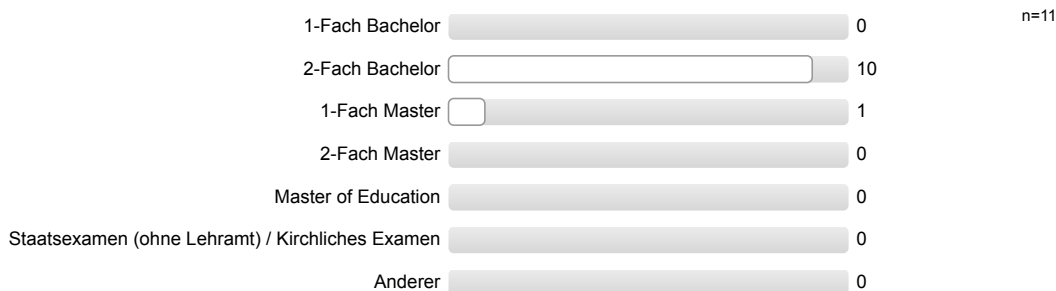 n=11
1-Fach Bachelor 0
2-Fach Bachelor 10
1-Fach Master 1
2-Fach Master 0
Master of Education 0
Staatsexamen (ohne Lehramt) / Kirchliches Examen 0
Anderer 0